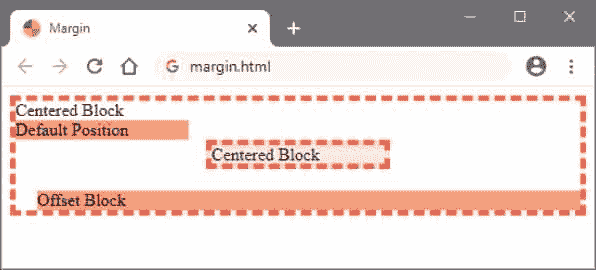 Margin
margin.html
Centered Block
Default Position
Centered Block
Offset Block